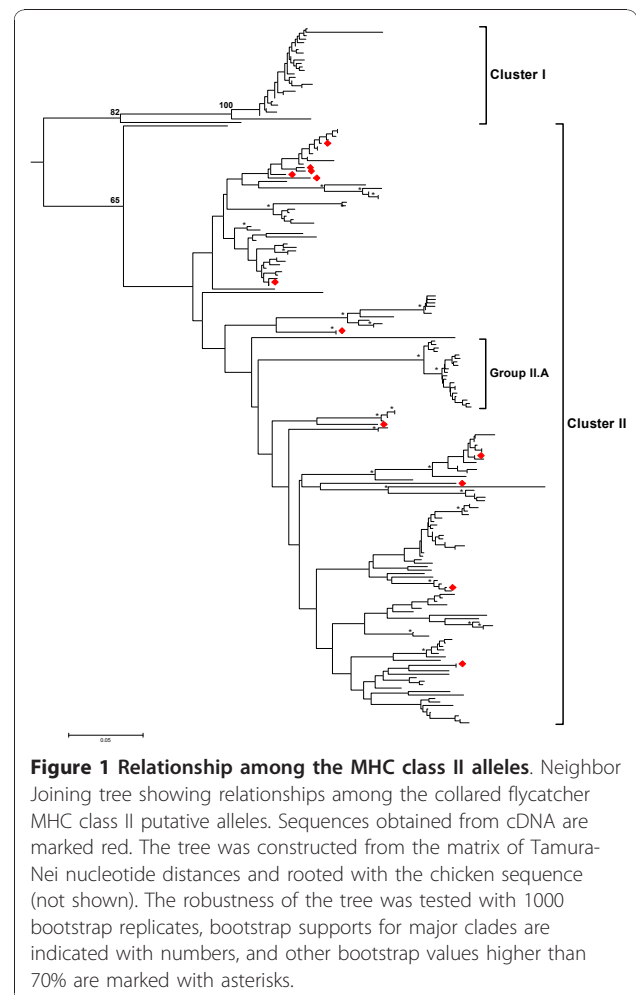 Cluster I
100
82
65
*
*
*
*
*
*
*
*
Group II.A
*
*
Cluster II
*
*
*
*
*
*
*
*
*
*
*
*
*
0.05
Figure 1 Relationship among the MHC class II alleles. Neighbor
Joining tree showing relationships among the collared flycatcher
MHC class II putative alleles. Sequences obtained from cDNA are
marked red. The tree was constructed from the matrix of Tamura-
Nei nucleotide distances and rooted with the chicken sequence
(not shown). The robustness of the tree was tested with 1000
bootstrap replicates, bootstrap supports for major clades are
indicated with numbers, and other bootstrap values higher than
70% are marked with asterisks.